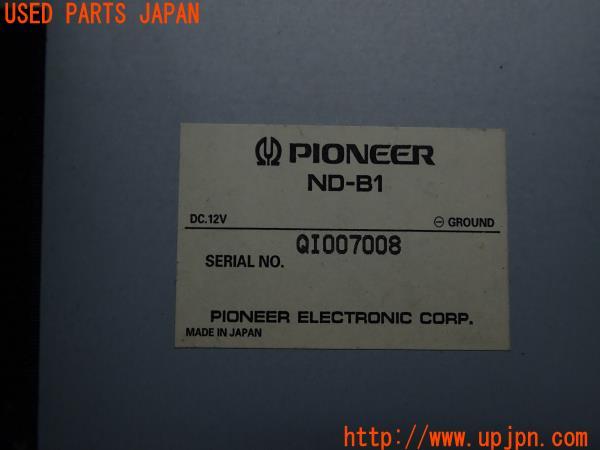 USED PARTS JAPAN
PIONEER
ND-B1
DC.12V ⊖ GROUND
SERIAL NO. QI007008
PIONEER ELECTRONIC CORP.
MADE IN JAPAN
http://www.upjpn.com